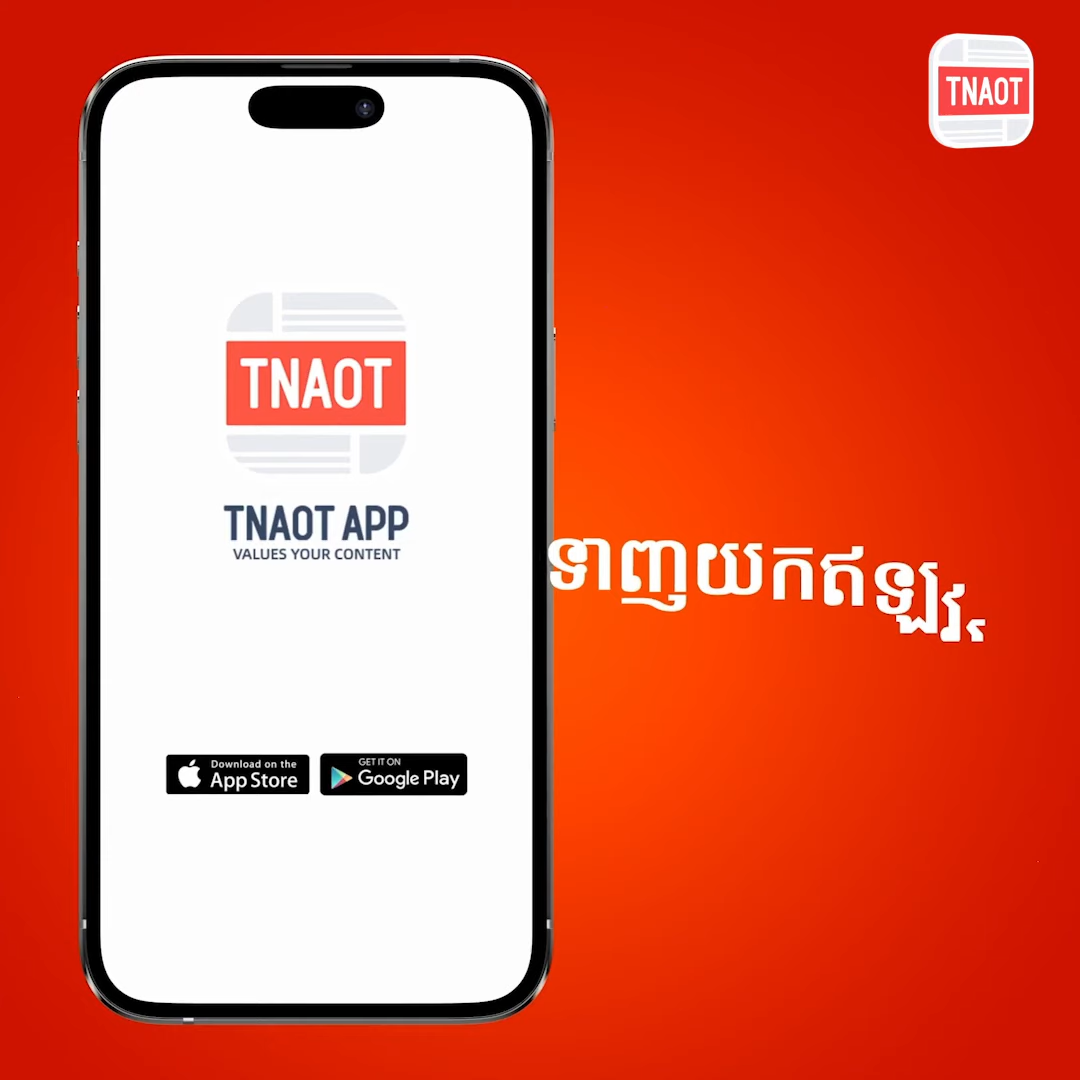 TNAOT
TNAOT
TNAOT APP
VALUES YOUR CONTENT
ទាញយកឥឡូវ
Download on the
App Store
GET IT ON
Google Play